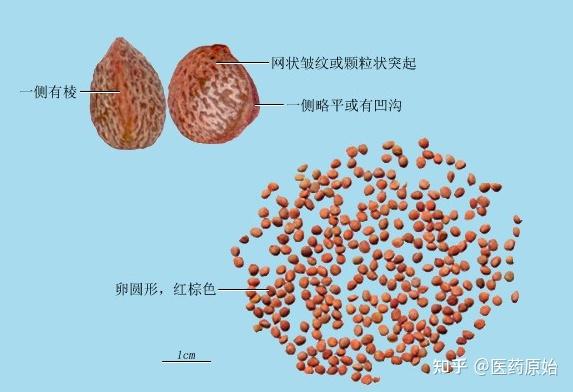 网状皱纹或颗粒状突起
一侧有棱
一侧略平或有凹沟
卵圆形，红棕色
1cm
知乎 @医药原始